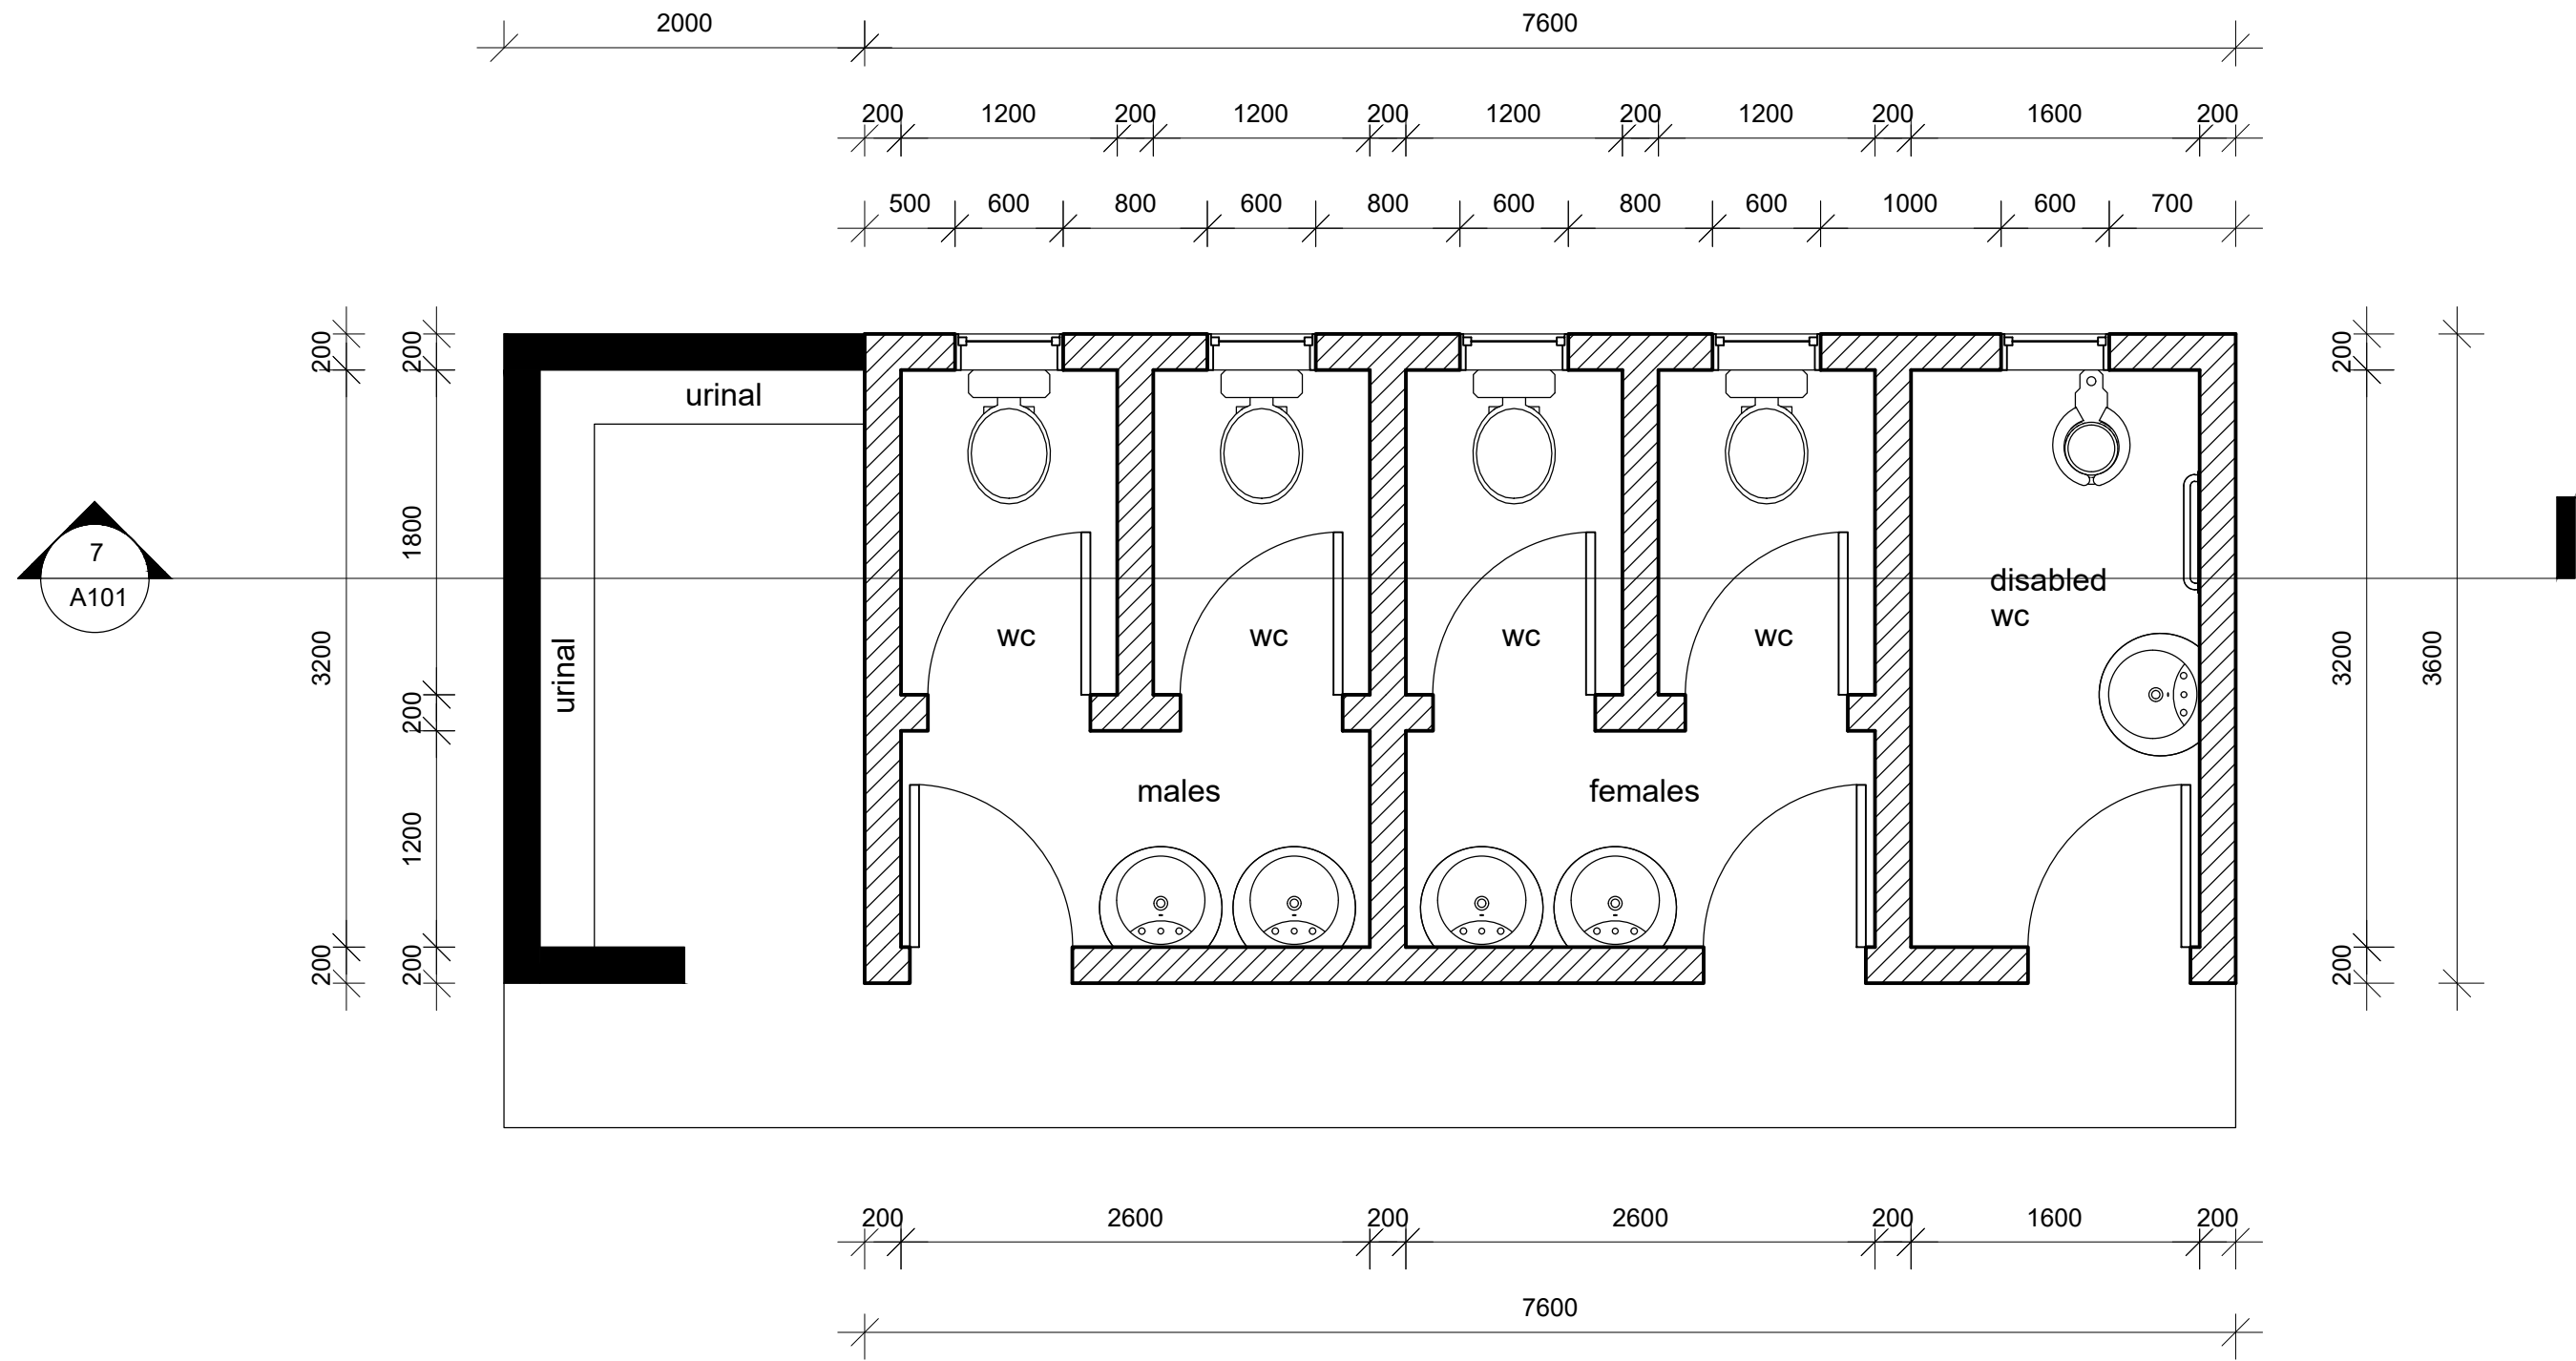 2000 7600
200 1200 200 1200 200 1200 200 1200 200 1600 200
500 600 800 600 800 600 800 600 1000 600 700
200 200 200
urinal
1800
7
A101
disabled
wc
3200 urinal wc wc wc wc 3200 3600
200
males females
1200
200 200 200
200 2600 200 2600 200 1600 200
7600